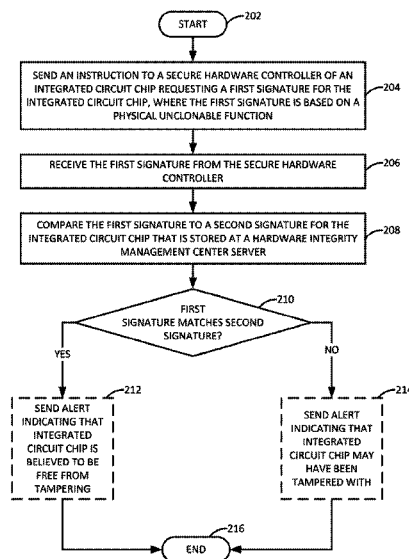 START
202
SEND AN INSTRUCTION TO A SECURE HARDWARE CONTROLLER OF AN
INTEGRATED CIRCUIT CHIP REQUESTING A FIRST SIGNATURE FOR THE
INTEGRATED CIRCUIT CHIP, WHERE THE FIRST SIGNATURE IS BASED ON A
PHYSICAL UNCLONABLE FUNCTION
204
RECEIVE THE FIRST SIGNATURE FROM THE SECURE HARDWARE
CONTROLLER
206
COMPARE THE FIRST SIGNATURE TO A SECOND SIGNATURE FOR THE
INTEGRATED CIRCUIT CHIP THAT IS STORED AT A HARDWARE INTEGRITY
MANAGEMENT CENTER SERVER
208
210
FIRST
SIGNATURE MATCHES SECOND
SIGNATURE?
YES
NO
212
SEND ALERT
INDICATING THAT
INTEGRATED
CIRCUIT CHIP IS
BELIEVED TO BE
FREE FROM
TAMPERING
214
SEND ALERT
INDICATING THAT
INTEGRATED
CIRCUIT CHIP MAY
HAVE BEEN
TAMPERED WITH
216
END